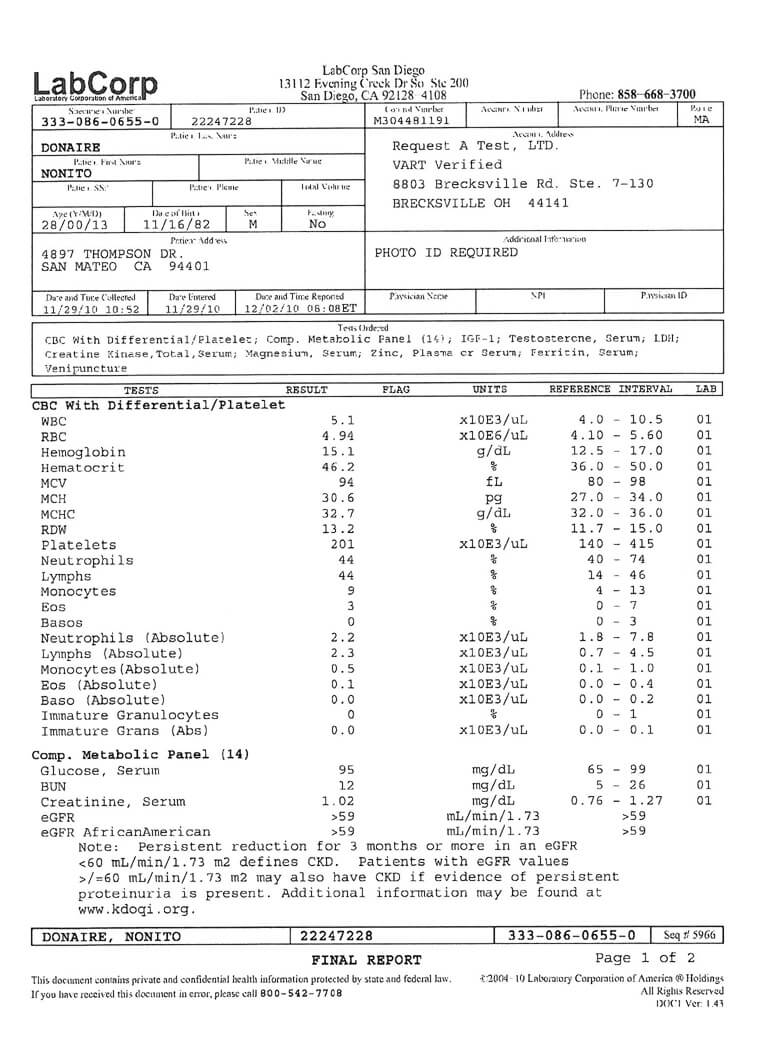 LabCorp San Diego
13112 Evening Creek Dr So Ste 200
San Diego, CA 92128-4108
LabCorp
Laboratory Corporation of America
Phone: 858-668-3700
Specimen Number Patient ID Control Number Account Number Account Phone Number Route
333-086-0655-0 22247228 M304481191 MA
Patient Last Name Account Address
DONAIRE Request A Test, LTD.
Patient First Name Patient Middle Name VART Verified
NONITO
Patient SS# Patient Phone Total Volume 8803 Brecksville Rd. Ste. 7-130
BRECKSVILLE OH 44141
Age (Y/M/D) Date of Birth Sex Fasting
28/00/13 11/16/82 M No
Patient Address Additional Information
4897 THOMPSON DR. PHOTO ID REQUIRED
SAN MATEO CA 94401
Date and Time Collected Date Entered Date and Time Reported Physician Name NPI Physician ID
11/29/10 10:52 11/29/10 12/02/10 08:08ET
Tests Ordered
CBC With Differential/Platelet; Comp. Metabolic Panel (14); IGF-1; Testosterone, Serum; LDH;
Creatine Kinase,Total,Serum; Magnesium, Serum; Zinc, Plasma or Serum; Ferritin, Serum;
Venipuncture
TESTS RESULT FLAG UNITS REFERENCE INTERVAL LAB
CBC With Differential/Platelet
WBC 5.1 x10E3/uL 4.0 - 10.5 01
RBC 4.94 x10E6/uL 4.10 - 5.60 01
Hemoglobin 15.1 g/dL 12.5 - 17.0 01
Hematocrit 46.2 % 36.0 - 50.0 01
MCV 94 fL 80 - 98 01
MCH 30.6 pg 27.0 - 34.0 01
MCHC 32.7 g/dL 32.0 - 36.0 01
RDW 13.2 % 11.7 - 15.0 01
Platelets 201 x10E3/uL 140 - 415 01
Neutrophils 44 % 40 - 74 01
Lymphs 44 % 14 - 46 01
Monocytes 9 % 4 - 13 01
Eos 3 % 0 - 7 01
Basos 0 % 0 - 3 01
Neutrophils (Absolute) 2.2 x10E3/uL 1.8 - 7.8 01
Lymphs (Absolute) 2.3 x10E3/uL 0.7 - 4.5 01
Monocytes(Absolute) 0.5 x10E3/uL 0.1 - 1.0 01
Eos (Absolute) 0.1 x10E3/uL 0.0 - 0.4 01
Baso (Absolute) 0.0 x10E3/uL 0.0 - 0.2 01
Immature Granulocytes 0 % 0 - 1 01
Immature Grans (Abs) 0.0 x10E3/uL 0.0 - 0.1 01
Comp. Metabolic Panel (14)
Glucose, Serum 95 mg/dL 65 - 99 01
BUN 12 mg/dL 5 - 26 01
Creatinine, Serum 1.02 mg/dL 0.76 - 1.27 01
eGFR >59 mL/min/1.73 >59
eGFR AfricanAmerican >59 mL/min/1.73 >59
Note: Persistent reduction for 3 months or more in an eGFR
<60 mL/min/1.73 m2 defines CKD. Patients with eGFR values
>/=60 mL/min/1.73 m2 may also have CKD if evidence of persistent
proteinuria is present. Additional information may be found at
www.kdoqi.org.
DONAIRE, NONITO 22247228 333-086-0655-0 Seq # 5966
FINAL REPORT Page 1 of 2
This document contains private and confidential health information protected by state and federal law.
If you have received this document in error, please call 800-542-7708
©2004-10 Laboratory Corporation of America ® Holdings
All Rights Reserved
DOC1 Ver: 1.43